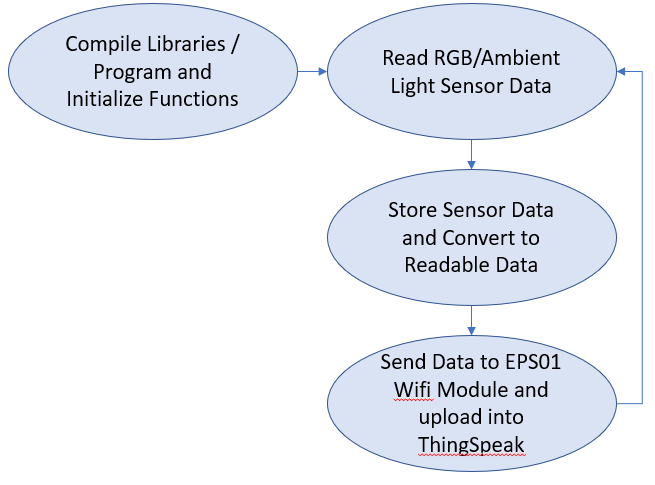 Compile Libraries /
Program and
Initialize Functions
Read RGB/Ambient
Light Sensor Data
Store Sensor Data
and Convert to
Readable Data
Send Data to EPS01
Wifi Module and
upload into
ThingSpeak